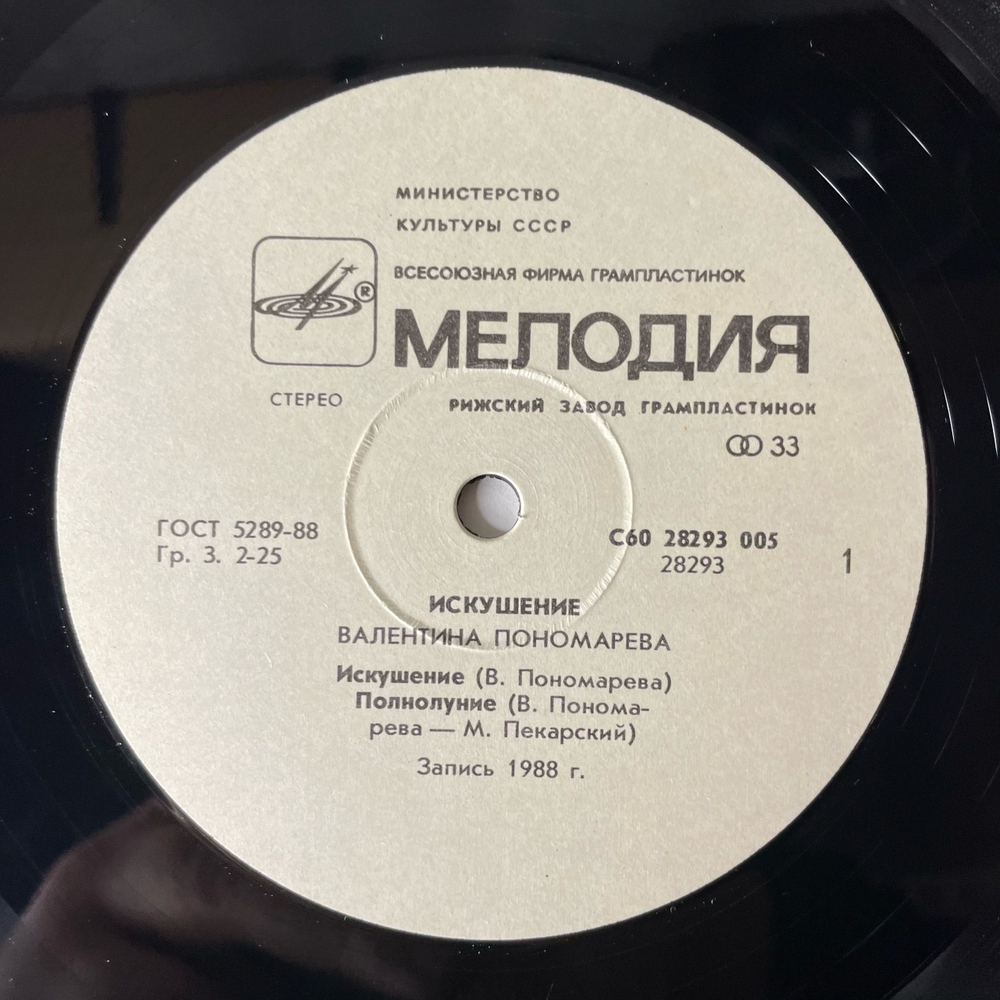 МИНИСТЕРСТВО
КУЛЬТУРЫ СССР
ВСЕСОЮЗНАЯ ФИРМА ГРАМПЛАСТИНОК
®
МЕЛОДИЯ
СТЕРЕО
РИЖСКИЙ ЗАВОД ГРАМПЛАСТИНОК
33
ГОСТ 5289-88
Гр. 3. 2-25
С60 28293 005
28293
1
ИСКУШЕНИЕ
ВАЛЕНТИНА ПОНОМАРЕВА
Искушение (В. Пономарева)
Полнолуние (В. Понома-
рева — М. Пекарский)
Запись 1988 г.